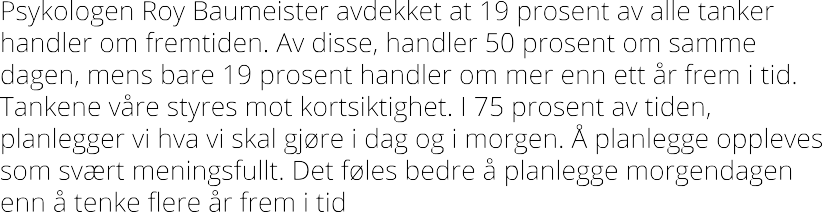 Psykologen Roy Baumeister avdekket at 19 prosent av alle tanker
handler om fremtiden. Av disse, handler 50 prosent om samme
dagen, mens bare 19 prosent handler om mer enn ett år frem i tid.
Tankene våre styres mot kortsiktighet. I 75 prosent av tiden,
planlegger vi hva vi skal gjøre i dag og i morgen. Å planlegge oppleves
som svært meningsfullt. Det føles bedre å planlegge morgendagen
enn å tenke flere år frem i tid